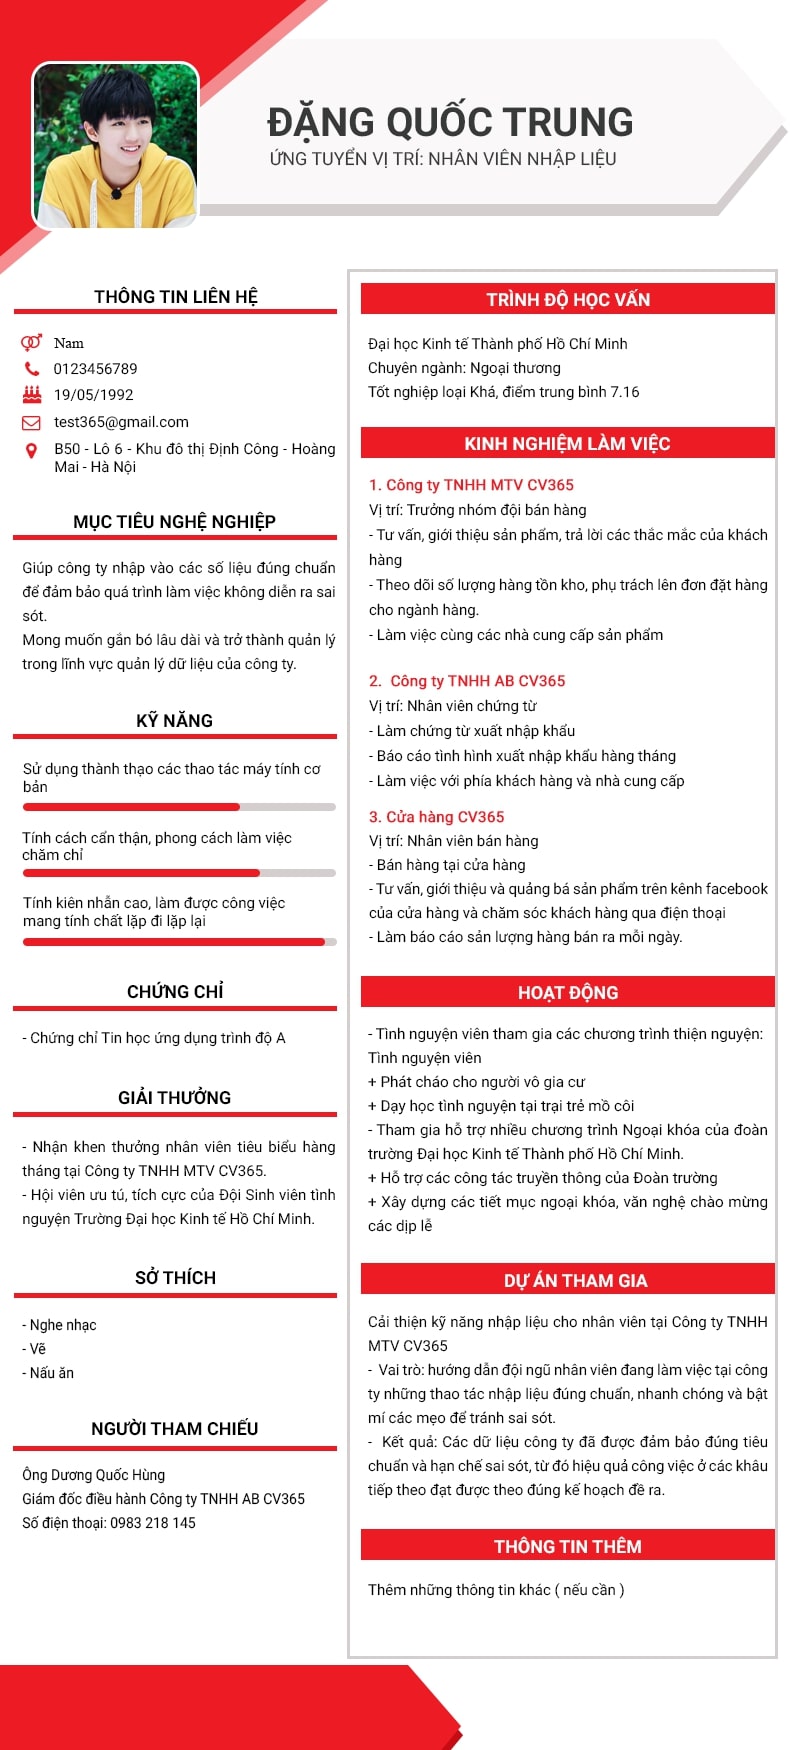 ĐẶNG QUỐC TRUNG
ỨNG TUYỂN VỊ TRÍ: NHÂN VIÊN NHẬP LIỆU
THÔNG TIN LIÊN HỆ
Nam
0123456789
19/05/1992
test365@gmail.com
B50 - Lô 6 - Khu đô thị Định Công - Hoàng
Mai - Hà Nội
MỤC TIÊU NGHỀ NGHIỆP
Giúp công ty nhập vào các số liệu đúng chuẩn
để đảm bảo quá trình làm việc không diễn ra sai
sót.
Mong muốn gắn bó lâu dài và trở thành quản lý
trong lĩnh vực quản lý dữ liệu của công ty.
KỸ NĂNG
Sử dụng thành thạo các thao tác máy tính cơ
bản
Tính cách cẩn thận, phong cách làm việc
chăm chỉ
Tính kiên nhẫn cao, làm được công việc
mang tính chất lặp đi lặp lại
CHỨNG CHỈ
- Chứng chỉ Tin học ứng dụng trình độ A
GIẢI THƯỞNG
- Nhận khen thưởng nhân viên tiêu biểu hàng
tháng tại Công ty TNHH MTV CV365.
- Hội viên ưu tú, tích cực của Đội Sinh viên tình
nguyện Trường Đại học Kinh tế Hồ Chí Minh.
SỞ THÍCH
- Nghe nhạc
- Vẽ
- Nấu ăn
NGƯỜI THAM CHIẾU
Ông Dương Quốc Hùng
Giám đốc điều hành Công ty TNHH AB CV365
Số điện thoại: 0983 218 145
TRÌNH ĐỘ HỌC VẤN
Đại học Kinh tế Thành phố Hồ Chí Minh
Chuyên ngành: Ngoại thương
Tốt nghiệp loại Khá, điểm trung bình 7.16
KINH NGHIỆM LÀM VIỆC
1. Công ty TNHH MTV CV365
Vị trí: Trưởng nhóm đội bán hàng
- Tư vấn, giới thiệu sản phẩm, trả lời các thắc mắc của khách
hàng
- Theo dõi số lượng hàng tồn kho, phụ trách lên đơn đặt hàng
cho ngành hàng.
- Làm việc cùng các nhà cung cấp sản phẩm
2. Công ty TNHH AB CV365
Vị trí: Nhân viên chứng từ
- Làm chứng từ xuất nhập khẩu
- Báo cáo tình hình xuất nhập khẩu hàng tháng
- Làm việc với phía khách hàng và nhà cung cấp
3. Cửa hàng CV365
Vị trí: Nhân viên bán hàng
- Bán hàng tại cửa hàng
- Tư vấn, giới thiệu và quảng bá sản phẩm trên kênh facebook
của cửa hàng và chăm sóc khách hàng qua điện thoại
- Làm báo cáo sản lượng hàng bán ra mỗi ngày.
HOẠT ĐỘNG
- Tình nguyện viên tham gia các chương trình thiện nguyện:
Tình nguyện viên
+ Phát cháo cho người vô gia cư
+ Dạy học tình nguyện tại trại trẻ mồ côi
- Tham gia hỗ trợ nhiều chương trình Ngoại khóa của đoàn
trường Đại học Kinh tế Thành phố Hồ Chí Minh.
+ Hỗ trợ các công tác truyền thông của Đoàn trường
+ Xây dựng các tiết mục ngoại khóa, văn nghệ chào mừng
các dịp lễ
DỰ ÁN THAM GIA
Cải thiện kỹ năng nhập liệu cho nhân viên tại Công ty TNHH
MTV CV365
- Vai trò: hướng dẫn đội ngũ nhân viên đang làm việc tại công
ty những thao tác nhập liệu đúng chuẩn, nhanh chóng và bật
mí các mẹo để tránh sai sót.
- Kết quả: Các dữ liệu công ty đã được đảm bảo đúng tiêu
chuẩn và hạn chế sai sót, từ đó hiệu quả công việc ở các khâu
tiếp theo đạt được theo đúng kế hoạch đề ra.
THÔNG TIN THÊM
Thêm những thông tin khác ( nếu cần )